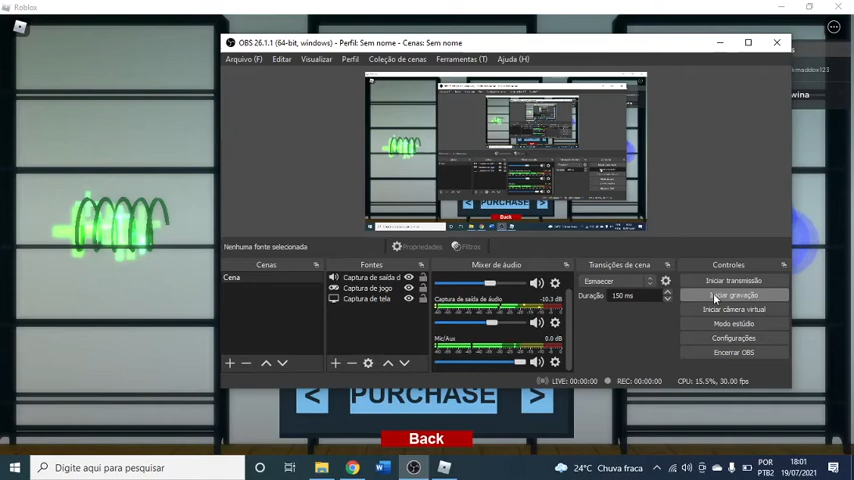 Roblox
OBS 26.1.1 (64-bit, windows) - Perfil: Sem nome - Cenas: Sem nome
Arquivo (F) Editar Visualizar Perfil Coleção de cenas Ferramentas (T) Ajuda (H)
kmaddox123
wina
PURCHASE
Back
Nenhuma fonte selecionada Propriedades Filtros
Cenas Fontes Mixer de áudio Transições de cena Controles
Cena
Captura de saída d
Captura de jogo
Captura de tela
Captura de saída de áudio -10.3 dB
Mic/Aux 0.0 dB
Esmaecer
Duração 150 ms
Iniciar transmissão
Iniciar gravação
Iniciar câmera virtual
Modo estúdio
Configurações
Encerrar OBS
LIVE: 00:00:00 REC: 00:00:00 CPU: 15.5%, 30.00 fps
< PURCHASE >
Back
Digite aqui para pesquisar
24°C Chuva fraca
POR
PTB2
18:01
19/07/2021
2